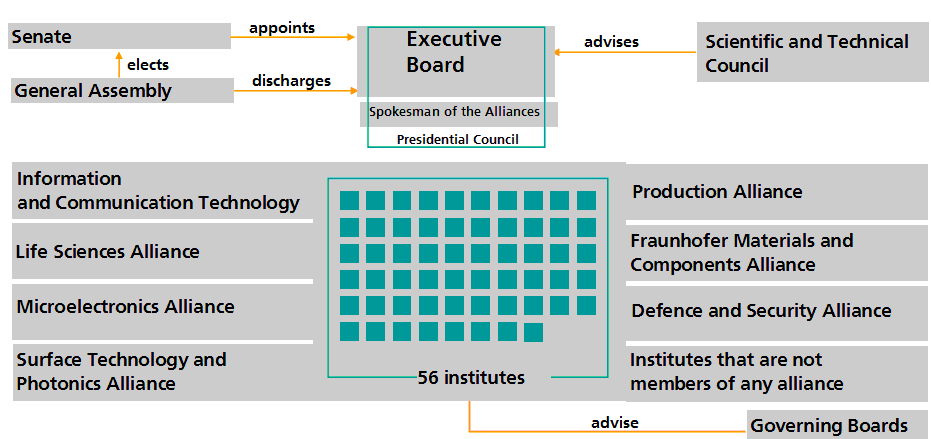 Senate
appoints
Executive
Board
advises
Scientific and Technical
Council
elects
General Assembly
discharges
Spokesman of the Alliances
Presidential Council
Information
and Communication Technology
Life Sciences Alliance
Microelectronics Alliance
Surface Technology and
Photonics Alliance
56 institutes
Production Alliance
Fraunhofer Materials and
Components Alliance
Defence and Security Alliance
Institutes that are not
members of any alliance
advise
Governing Boards